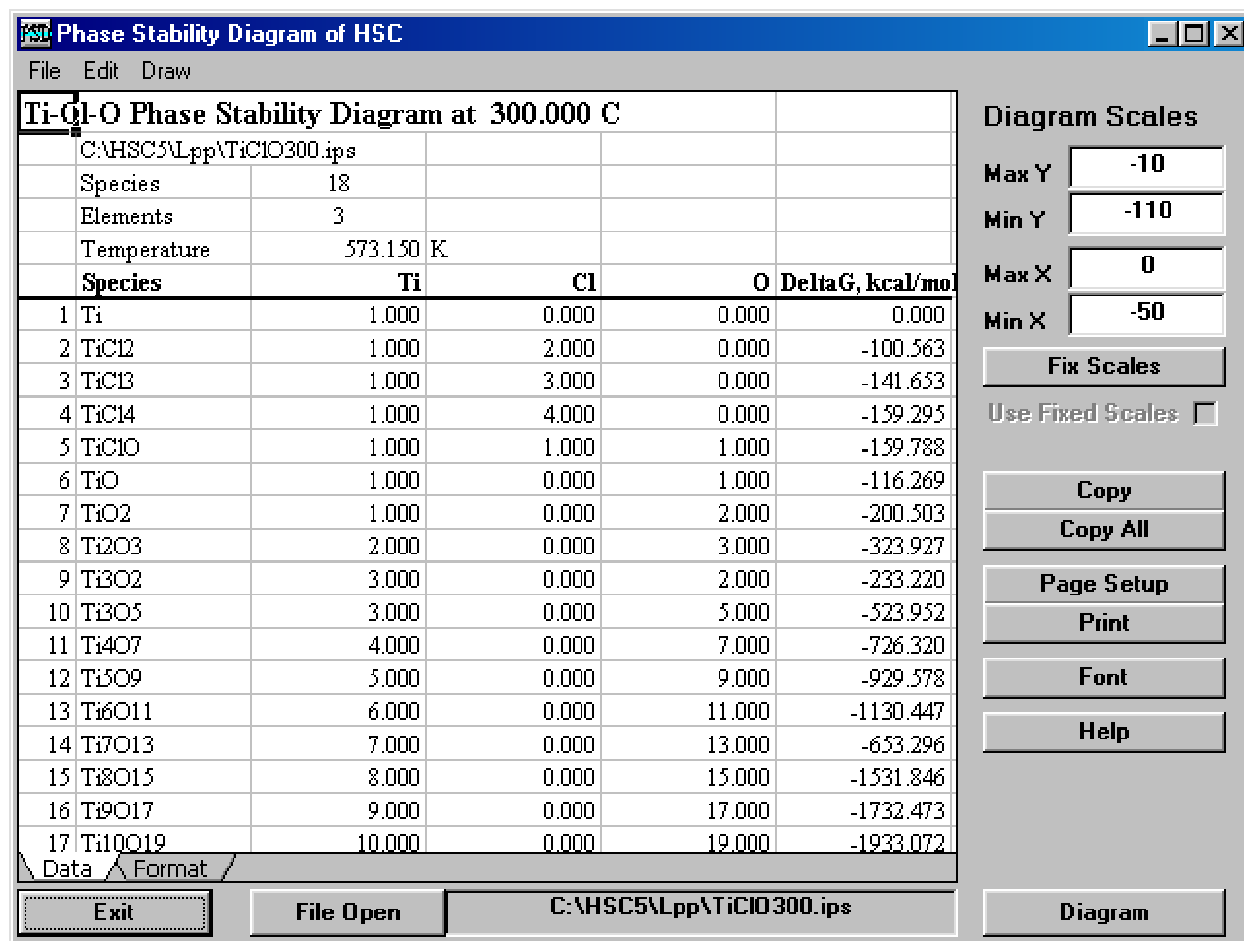 Phase Stability Diagram of HSC
File Edit Draw
Ti-Cl-O Phase Stability Diagram at 300.000 C
C:\HSC5\Lpp\TiClO300.ips
Species 18
Elements 3
Temperature 573.150 K
Species Ti Cl O DeltaG, kcal/mol
1 Ti 1.000 0.000 0.000 0.000
2 TiCl2 1.000 2.000 0.000 -100.563
3 TiCl3 1.000 3.000 0.000 -141.653
4 TiCl4 1.000 4.000 0.000 -159.295
5 TiClO 1.000 1.000 1.000 -159.788
6 TiO 1.000 0.000 1.000 -116.269
7 TiO2 1.000 0.000 2.000 -200.503
8 Ti2O3 2.000 0.000 3.000 -323.927
9 Ti3O2 3.000 0.000 2.000 -233.220
10 Ti3O5 3.000 0.000 5.000 -523.952
11 Ti4O7 4.000 0.000 7.000 -726.320
12 Ti5O9 5.000 0.000 9.000 -929.578
13 Ti6O11 6.000 0.000 11.000 -1130.447
14 Ti7O13 7.000 0.000 13.000 -653.296
15 Ti8O15 8.000 0.000 15.000 -1531.846
16 Ti9O17 9.000 0.000 17.000 -1732.473
17 Ti10O19 10.000 0.000 19.000 -1933.072
Data Format
Diagram Scales
Max Y -10
Min Y -110
Max X 0
Min X -50
Fix Scales
Use Fixed Scales
Copy
Copy All
Page Setup
Print
Font
Help
Exit File Open C:\HSC5\Lpp\TiClO300.ips Diagram